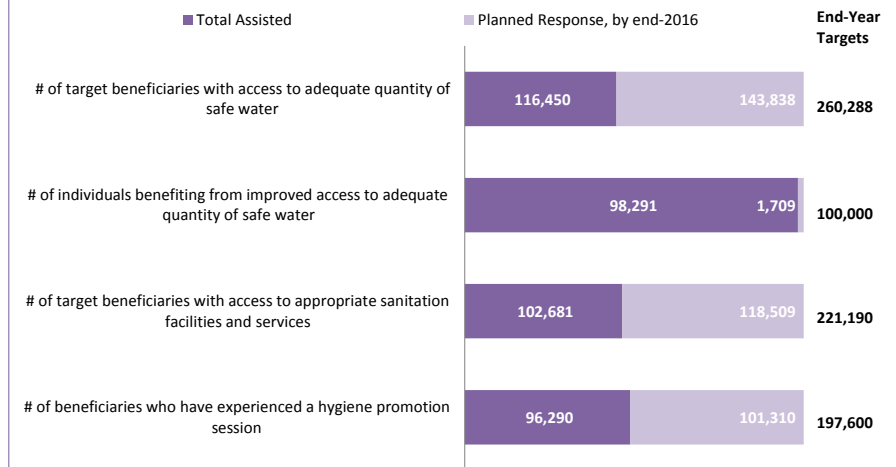 Total Assisted
Planned Response, by end-2016
End-Year
Targets
# of target beneficiaries with access to adequate quantity of
safe water
116,450
143,838
260,288
# of individuals benefiting from improved access to adequate
quantity of safe water
98,291
1,709
100,000
# of target beneficiaries with access to appropriate sanitation
facilities and services
102,681
118,509
221,190
# of beneficiaries who have experienced a hygiene promotion
session
96,290
101,310
197,600